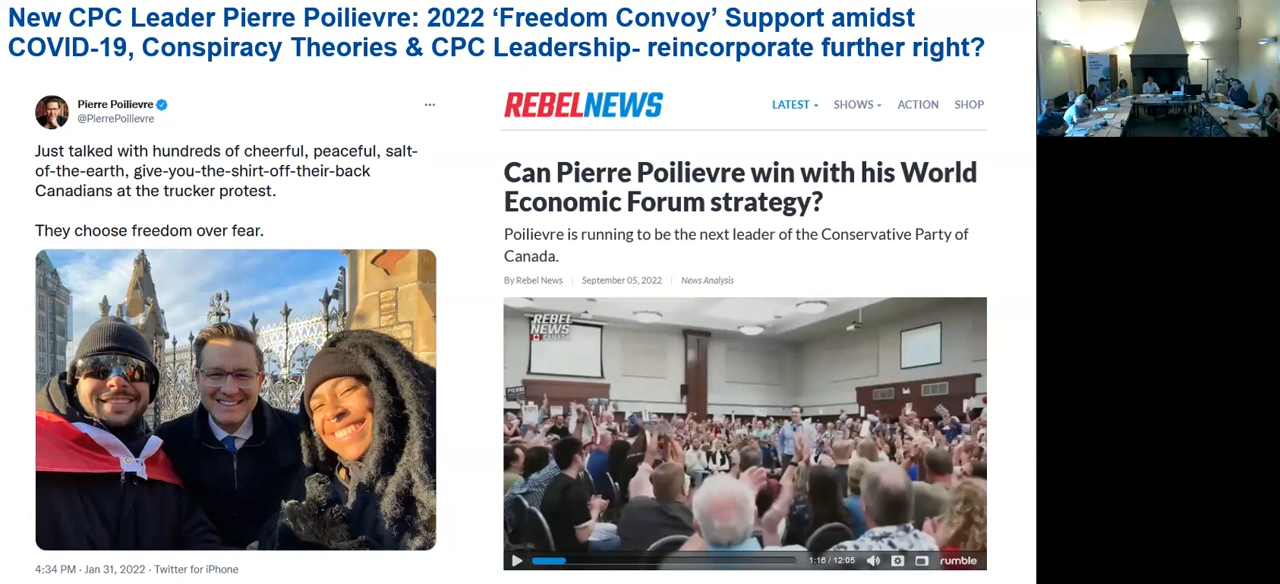 New CPC Leader Pierre Poilievre: 2022 ‘Freedom Convoy’ Support amidst
COVID-19, Conspiracy Theories & CPC Leadership- reincorporate further right?
Pierre Poilievre
@PierrePoilievre
Just talked with hundreds of cheerful, peaceful, salt-
of-the-earth, give-you-the-shirt-off-their-back
Canadians at the trucker protest.
They choose freedom over fear.
4:34 PM · Jan 31, 2022 · Twitter for iPhone
REBELNEWS
LATEST
SHOWS
ACTION
SHOP
Can Pierre Poilievre win with his World
Economic Forum strategy?
Poilievre is running to be the next leader of the Conservative Party of
Canada.
By Rebel News | September 05, 2022 | News Analysis
REBEL
NEWS
CANADA
PIERRE
1:16 / 12:05
rumble